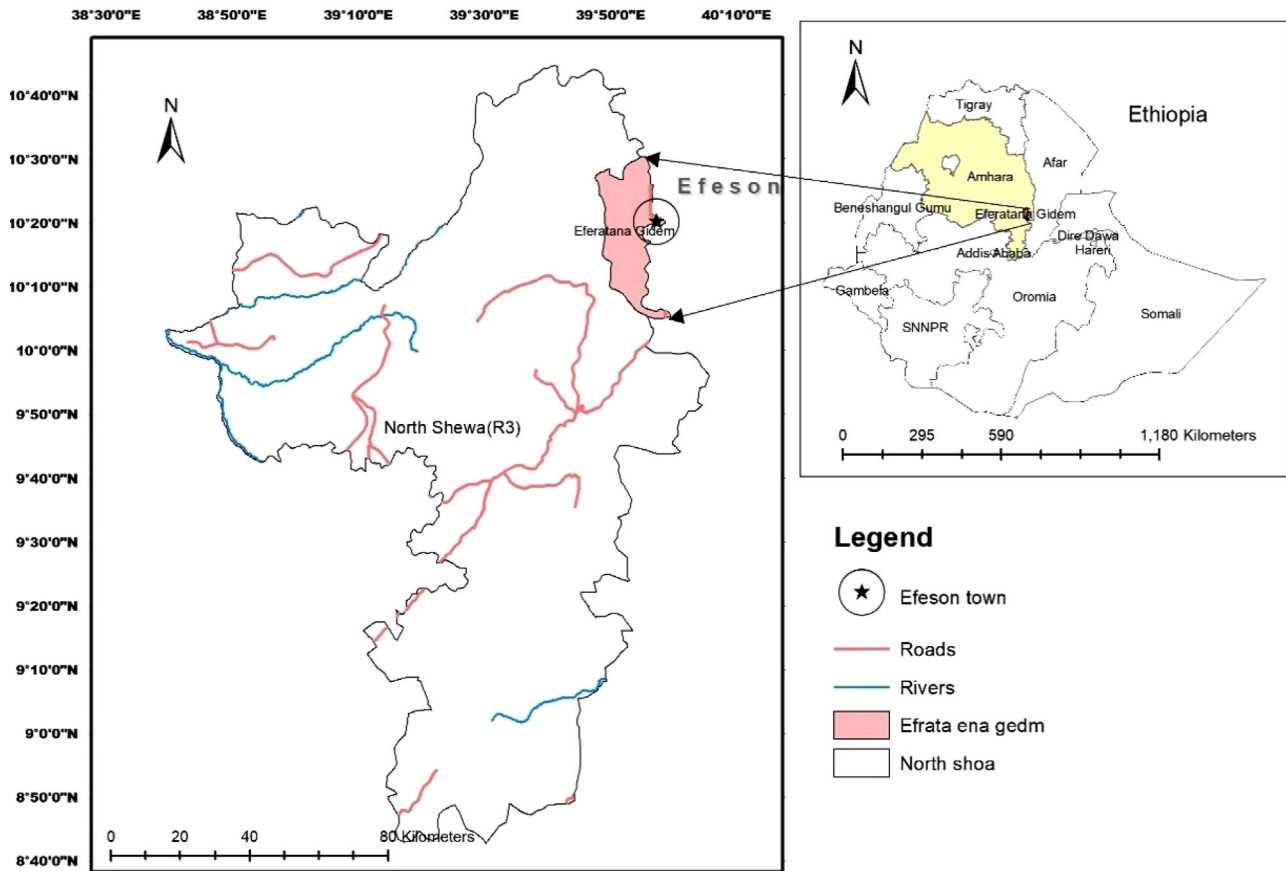 38°30'0"E 38°50'0"E 39°10'0"E 39°30'0"E 39°50'0"E 40°10'0"E
10°40'0"N
10°30'0"N
10°20'0"N
10°10'0"N
10°0'0"N
9°50'0"N
9°40'0"N
9°30'0"N
9°20'0"N
9°10'0"N
9°0'0"N
8°50'0"N
8°40'0"N
N
Efeson
Eferatana Gidem
North Shewa(R3)
0 20 40 80 Kilometers
N
Ethiopia
Tigray
Afar
Amhara
Beneshangul Gumu
Eferatana Gidem
Dire Dawa
Hareri
Addis Ababa
Gambela
Oromia
SNNPR
Somali
0 295 590 1,180 Kilometers
Legend
Efeson town
Roads
Rivers
Efrata ena gedm
North shoa